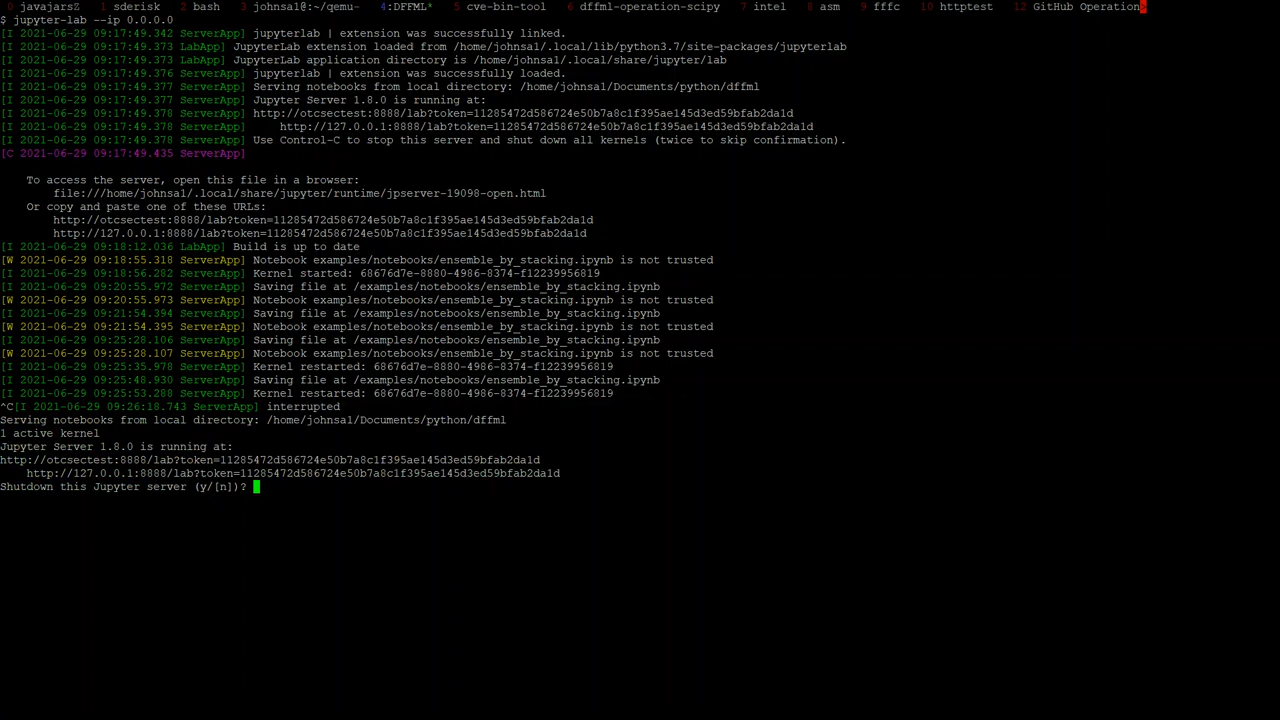 0 javajarsZ  1 sderisk  2 bash  3 johnsa1@:~/qemu-  4:DFFML*  5 cve-bin-tool  6 dffml-operation-scipy  7 intel  8 asm  9 fffc  10 httptest  12 GitHub Operation>
$ jupyter-lab --ip 0.0.0.0
[I 2021-06-29 09:17:49.342 ServerApp] jupyterlab | extension was successfully linked.
[I 2021-06-29 09:17:49.373 LabApp] JupyterLab extension loaded from /home/johnsa1/.local/lib/python3.7/site-packages/jupyterlab
[I 2021-06-29 09:17:49.373 LabApp] JupyterLab application directory is /home/johnsa1/.local/share/jupyter/lab
[I 2021-06-29 09:17:49.376 ServerApp] jupyterlab | extension was successfully loaded.
[I 2021-06-29 09:17:49.377 ServerApp] Serving notebooks from local directory: /home/johnsa1/Documents/python/dffml
[I 2021-06-29 09:17:49.377 ServerApp] Jupyter Server 1.8.0 is running at:
[I 2021-06-29 09:17:49.378 ServerApp] http://otcsectest:8888/lab?token=11285472d586724e50b7a8c1f395ae145d3ed59bfab2da1d
[I 2021-06-29 09:17:49.378 ServerApp]     http://127.0.0.1:8888/lab?token=11285472d586724e50b7a8c1f395ae145d3ed59bfab2da1d
[I 2021-06-29 09:17:49.378 ServerApp] Use Control-C to stop this server and shut down all kernels (twice to skip confirmation).
[C 2021-06-29 09:17:49.435 ServerApp]
    To access the server, open this file in a browser:
        file:///home/johnsa1/.local/share/jupyter/runtime/jpserver-19098-open.html
    Or copy and paste one of these URLs:
        http://otcsectest:8888/lab?token=11285472d586724e50b7a8c1f395ae145d3ed59bfab2da1d
        http://127.0.0.1:8888/lab?token=11285472d586724e50b7a8c1f395ae145d3ed59bfab2da1d
[I 2021-06-29 09:18:12.036 LabApp] Build is up to date
[W 2021-06-29 09:18:55.318 ServerApp] Notebook examples/notebooks/ensemble_by_stacking.ipynb is not trusted
[I 2021-06-29 09:18:56.282 ServerApp] Kernel started: 68676d7e-8880-4986-8374-f12239956819
[I 2021-06-29 09:20:55.972 ServerApp] Saving file at /examples/notebooks/ensemble_by_stacking.ipynb
[W 2021-06-29 09:20:55.973 ServerApp] Notebook examples/notebooks/ensemble_by_stacking.ipynb is not trusted
[I 2021-06-29 09:21:54.394 ServerApp] Saving file at /examples/notebooks/ensemble_by_stacking.ipynb
[W 2021-06-29 09:21:54.395 ServerApp] Notebook examples/notebooks/ensemble_by_stacking.ipynb is not trusted
[I 2021-06-29 09:25:28.106 ServerApp] Saving file at /examples/notebooks/ensemble_by_stacking.ipynb
[W 2021-06-29 09:25:28.107 ServerApp] Notebook examples/notebooks/ensemble_by_stacking.ipynb is not trusted
[I 2021-06-29 09:25:35.978 ServerApp] Kernel restarted: 68676d7e-8880-4986-8374-f12239956819
[I 2021-06-29 09:25:48.930 ServerApp] Saving file at /examples/notebooks/ensemble_by_stacking.ipynb
[I 2021-06-29 09:25:53.288 ServerApp] Kernel restarted: 68676d7e-8880-4986-8374-f12239956819
^C[I 2021-06-29 09:26:18.743 ServerApp] interrupted
Serving notebooks from local directory: /home/johnsa1/Documents/python/dffml
1 active kernel
Jupyter Server 1.8.0 is running at:
http://otcsectest:8888/lab?token=11285472d586724e50b7a8c1f395ae145d3ed59bfab2da1d
    http://127.0.0.1:8888/lab?token=11285472d586724e50b7a8c1f395ae145d3ed59bfab2da1d
Shutdown this Jupyter server (y/[n])?